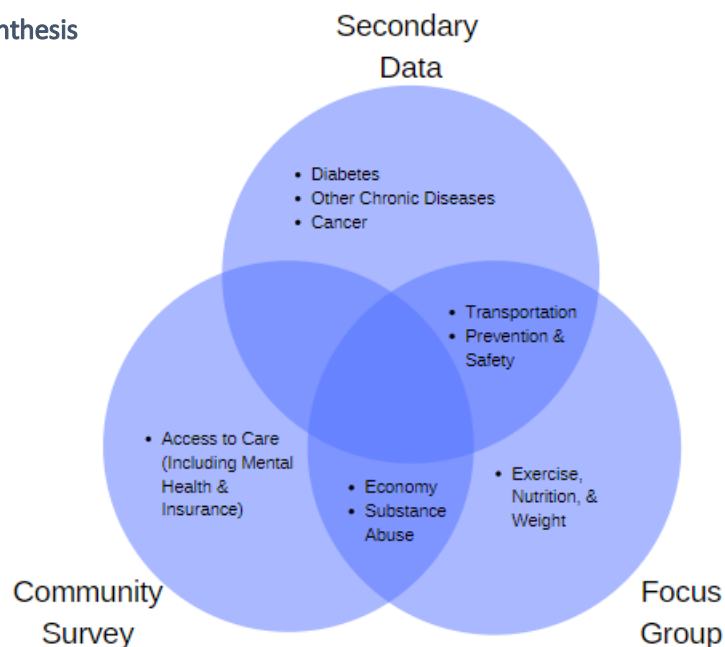 Secondary
Data
• Diabetes
• Other Chronic Diseases
• Cancer
• Transportation
• Prevention &
Safety
• Access to Care
(Including Mental
Health &
Insurance)
• Economy
• Substance
Abuse
• Exercise,
Nutrition, &
Weight
Community
Survey
Focus
Group